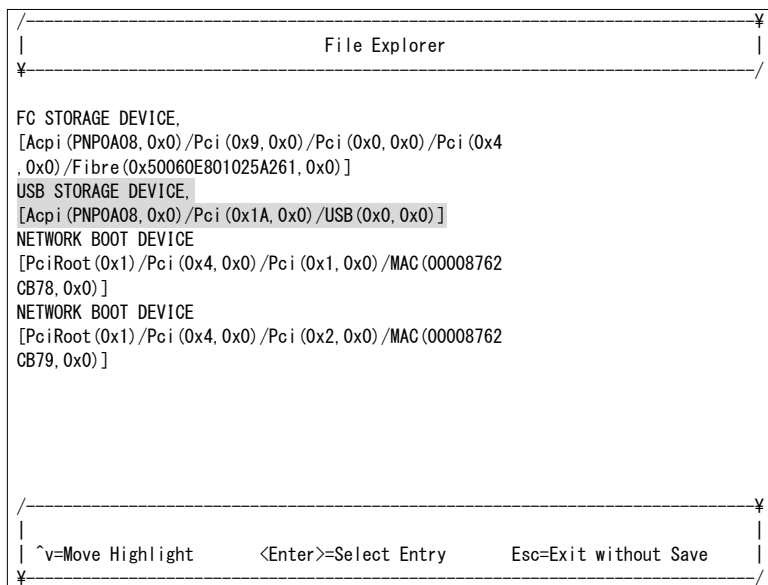 /------------------------------------------------------------------------------¥
| File Explorer |
¥------------------------------------------------------------------------------/
FC STORAGE DEVICE,
[Acpi(PNP0A08,0x0)/Pci(0x9,0x0)/Pci(0x0,0x0)/Pci(0x4
,0x0)/Fibre(0x50060E801025A261,0x0)]
USB STORAGE DEVICE,
[Acpi(PNP0A08,0x0)/Pci(0x1A,0x0)/USB(0x0,0x0)]
NETWORK BOOT DEVICE
[PciRoot(0x1)/Pci(0x4,0x0)/Pci(0x1,0x0)/MAC(00008762
CB78,0x0)]
NETWORK BOOT DEVICE
[PciRoot(0x1)/Pci(0x4,0x0)/Pci(0x2,0x0)/MAC(00008762
CB79,0x0)]
/------------------------------------------------------------------------------¥
| |
| ^v=Move Highlight <Enter>=Select Entry Esc=Exit without Save |
¥------------------------------------------------------------------------------/